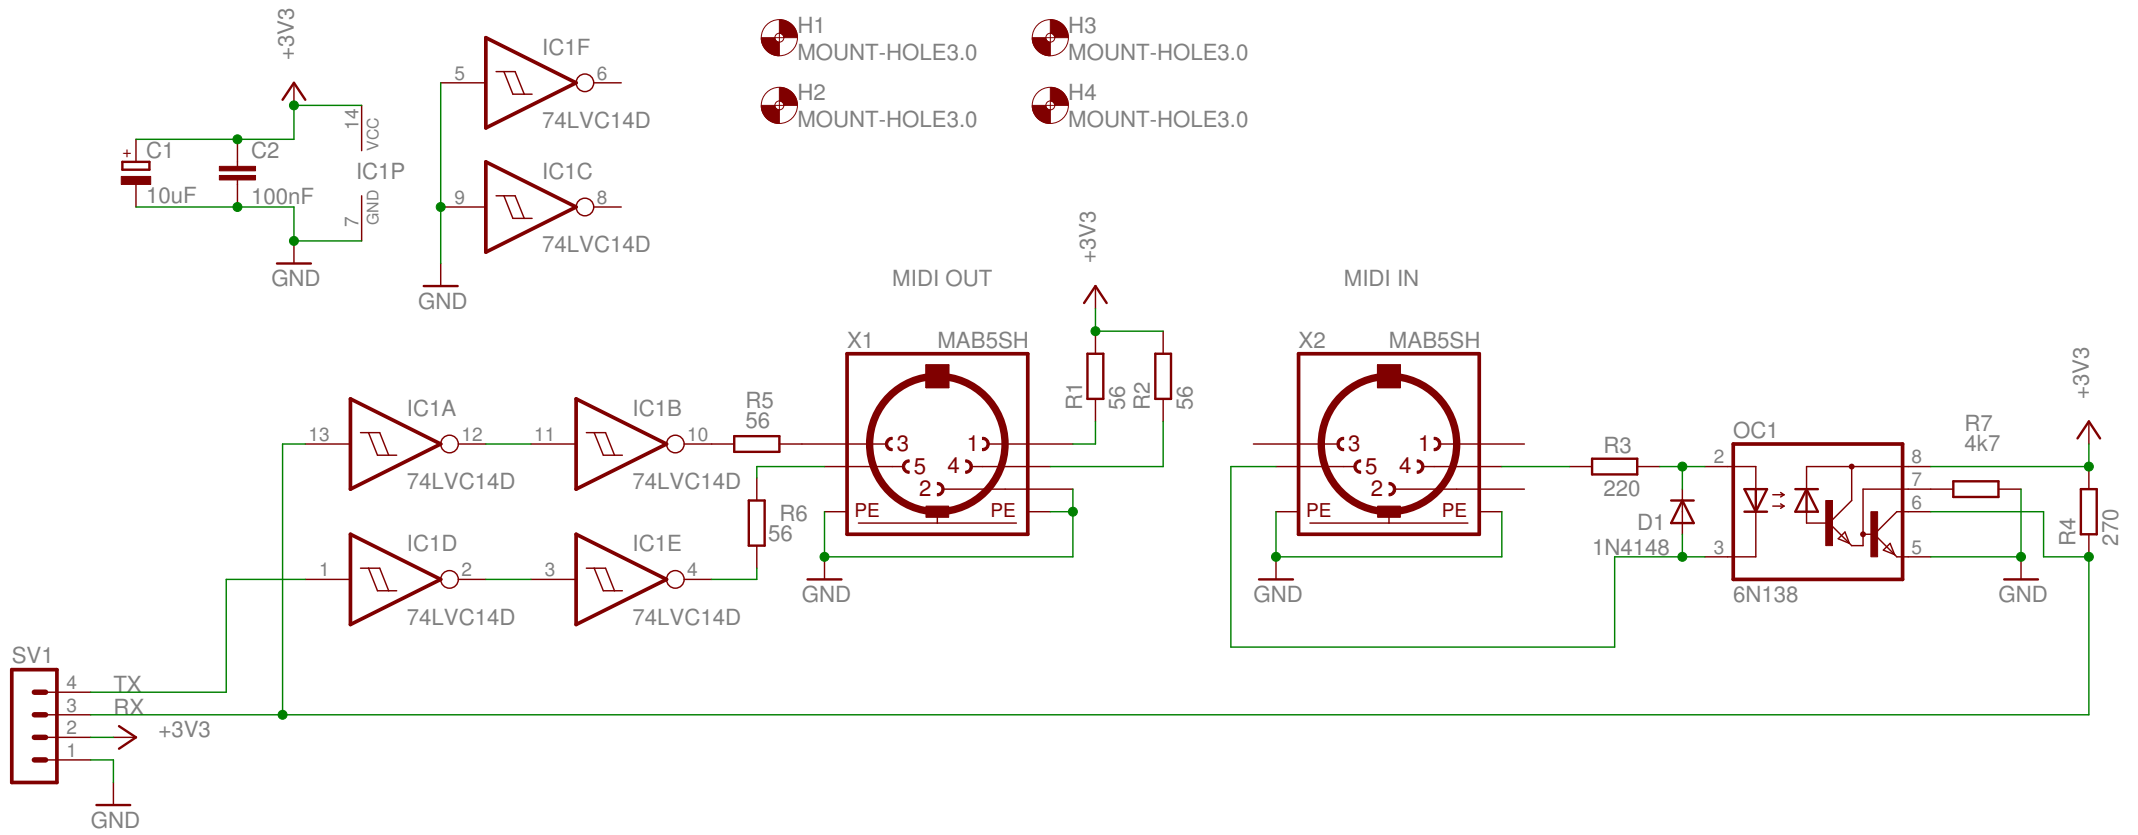 +3V3
C1
10uF
+
C2
100nF
14
VCC
IC1P
7
GND
GND
IC1F
5
6
74LVC14D
IC1C
9
8
74LVC14D
GND
H1
MOUNT-HOLE3.0
H2
MOUNT-HOLE3.0
H3
MOUNT-HOLE3.0
H4
MOUNT-HOLE3.0
MIDI OUT
+3V3
MIDI IN
IC1A
13
12
74LVC14D
IC1B
11
10
74LVC14D
R5
56
X1
MAB5SH
3
1
5
4
2
PE
PE
GND
R1
56
R2
56
IC1D
1
2
74LVC14D
IC1E
3
4
74LVC14D
R6
56
X2
MAB5SH
3
1
5
4
2
PE
PE
GND
R3
220
D1
1N4148
OC1
2
3
8
7
6
5
6N138
R7
4k7
+3V3
R4
270
GND
SV1
4
TX
3
RX
2
+3V3
1
GND